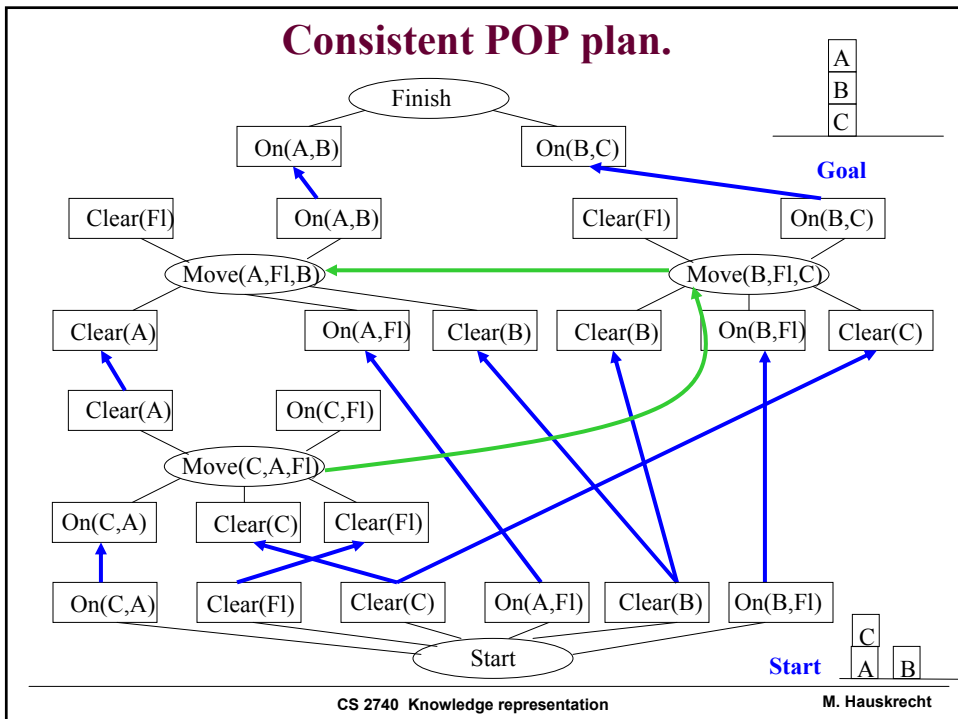 Consistent POP plan.
A
B
C
Finish
On(A,B) On(B,C)
Goal
Clear(Fl) On(A,B) Clear(Fl) On(B,C)
Move(A,Fl,B) Move(B,Fl,C)
Clear(A) On(A,Fl) Clear(B) Clear(B) On(B,Fl) Clear(C)
Clear(A) On(C,Fl)
Move(C,A,Fl)
On(C,A) Clear(C) Clear(Fl)
On(C,A) Clear(Fl) Clear(C) On(A,Fl) Clear(B) On(B,Fl)
Start
C
Start A B
CS 2740 Knowledge representation M. Hauskrecht